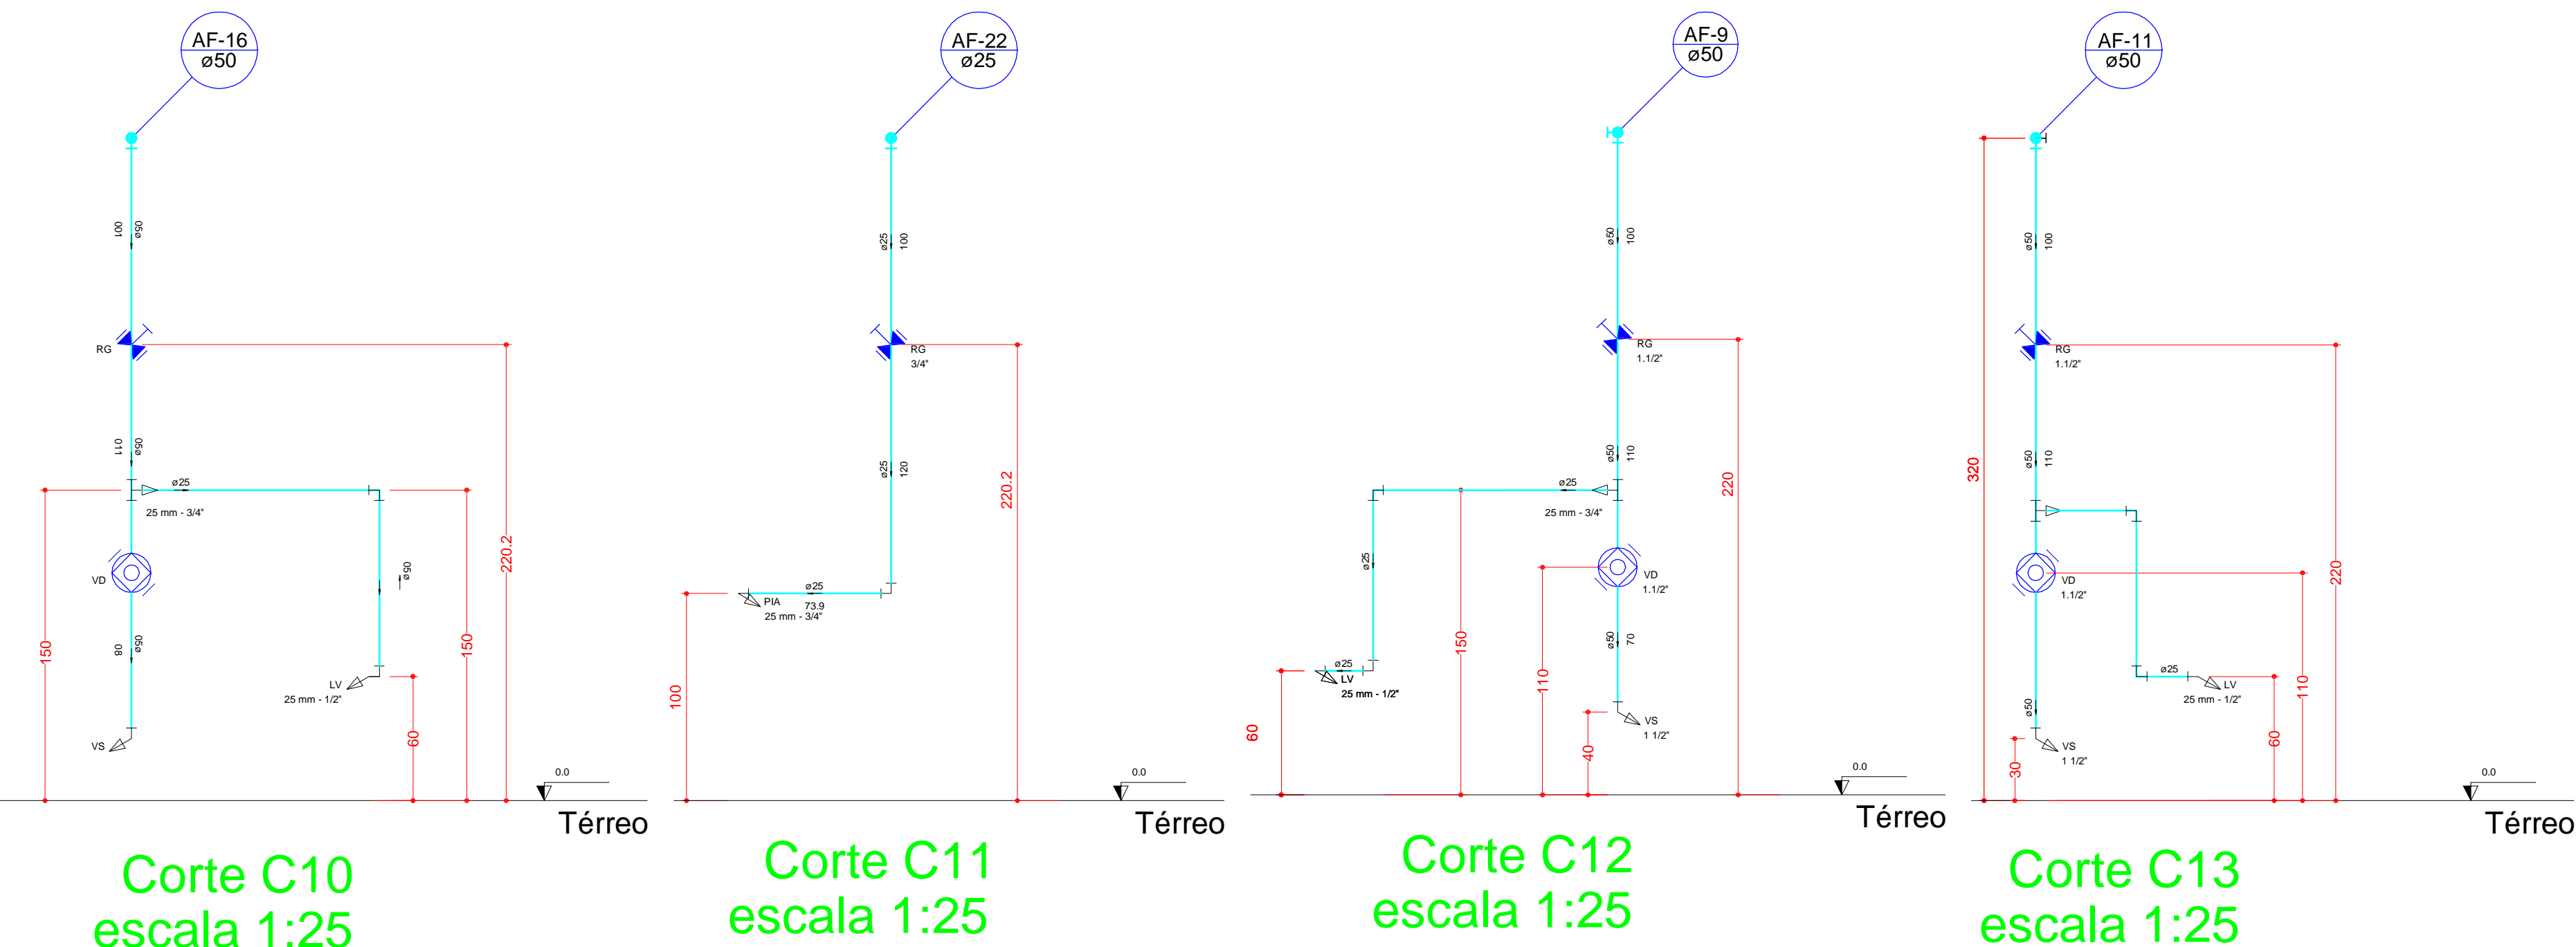 AF-16
ø50
ø50
100
RG
ø50
110
ø25
25 mm - 3/4"
VD
ø50
ø50
80
LV
25 mm - 1/2"
VS
150
60
150
220.2
0.0
Térreo
Corte C10
escala 1:25
AF-22
ø25
ø25
100
RG
3/4"
ø25
120
ø25
73.9
PIA
25 mm - 3/4"
100
220.2
0.0
Térreo
Corte C11
escala 1:25
AF-9
ø50
ø50
100
RG
1.1/2"
ø50
110
ø25
25 mm - 3/4"
ø25
VD
1.1/2"
ø50
70
ø25
LV
25 mm - 1/2"
VS
1 1/2"
60
150
110
40
220
0.0
Térreo
Corte C12
escala 1:25
AF-11
ø50
ø50
100
RG
1.1/2"
ø50
110
VD
1.1/2"
ø25
LV
25 mm - 1/2"
ø50
VS
1 1/2"
320
30
60
110
220
0.0
Térreo
Corte C13
escala 1:25